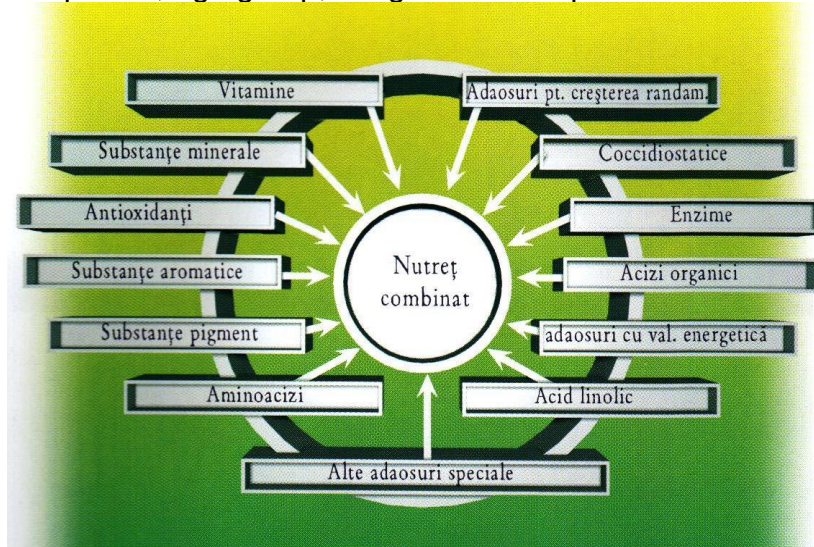 Vitamine
Adaosuri pt. creşterea randam.
Substanţe minerale
Coccidiostatice
Antioxidanţi
Enzime
Substanţe aromatice
Nutreţ
combinat
Acizi organici
Substanţe pigment
adaosuri cu val. energetică
Aminoacizi
Acid linolic
Alte adaosuri speciale